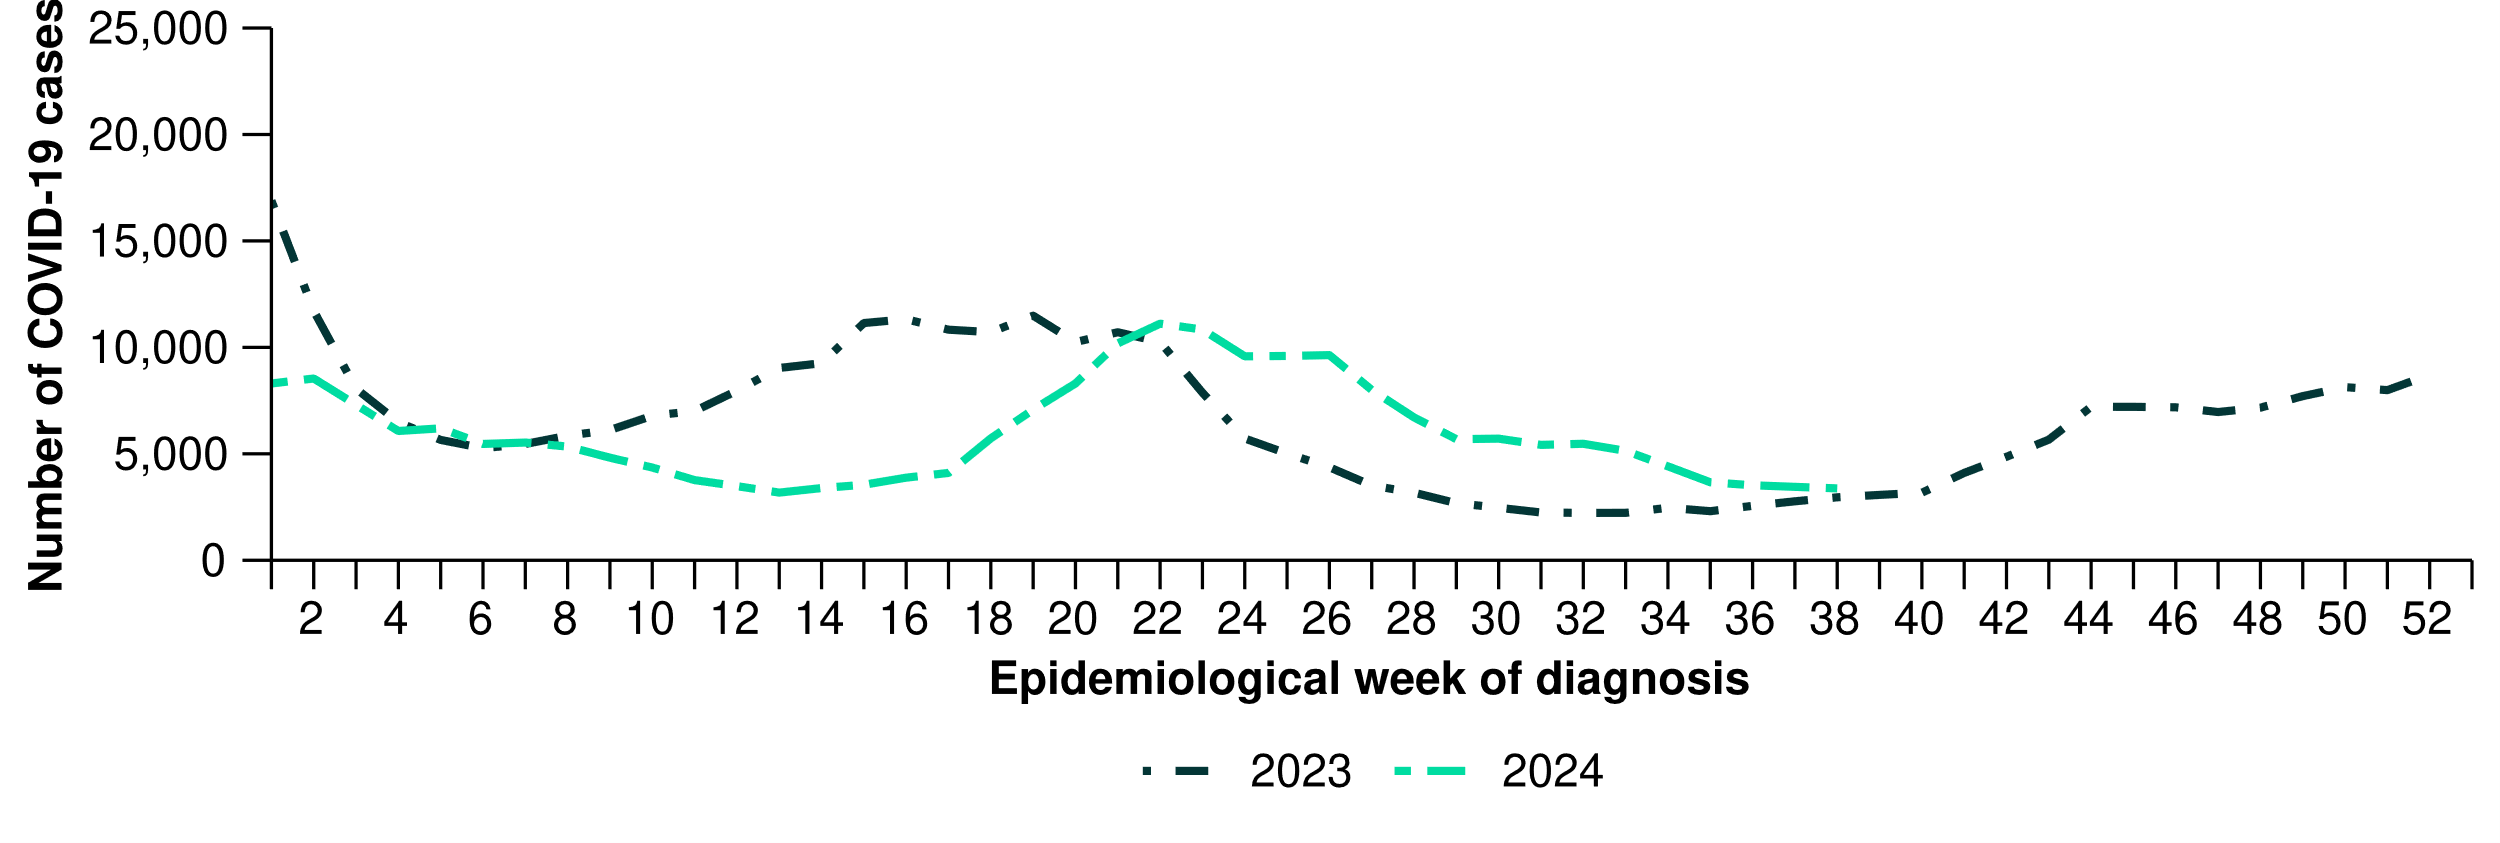 Number of COVID-19 cases
25,000
20,000
15,000
10,000
5,000
0
2 4 6 8 10 12 14 16 18 20 22 24 26 28 30 32 34 36 38 40 42 44 46 48 50 52
Epidemiological week of diagnosis
2023 2024